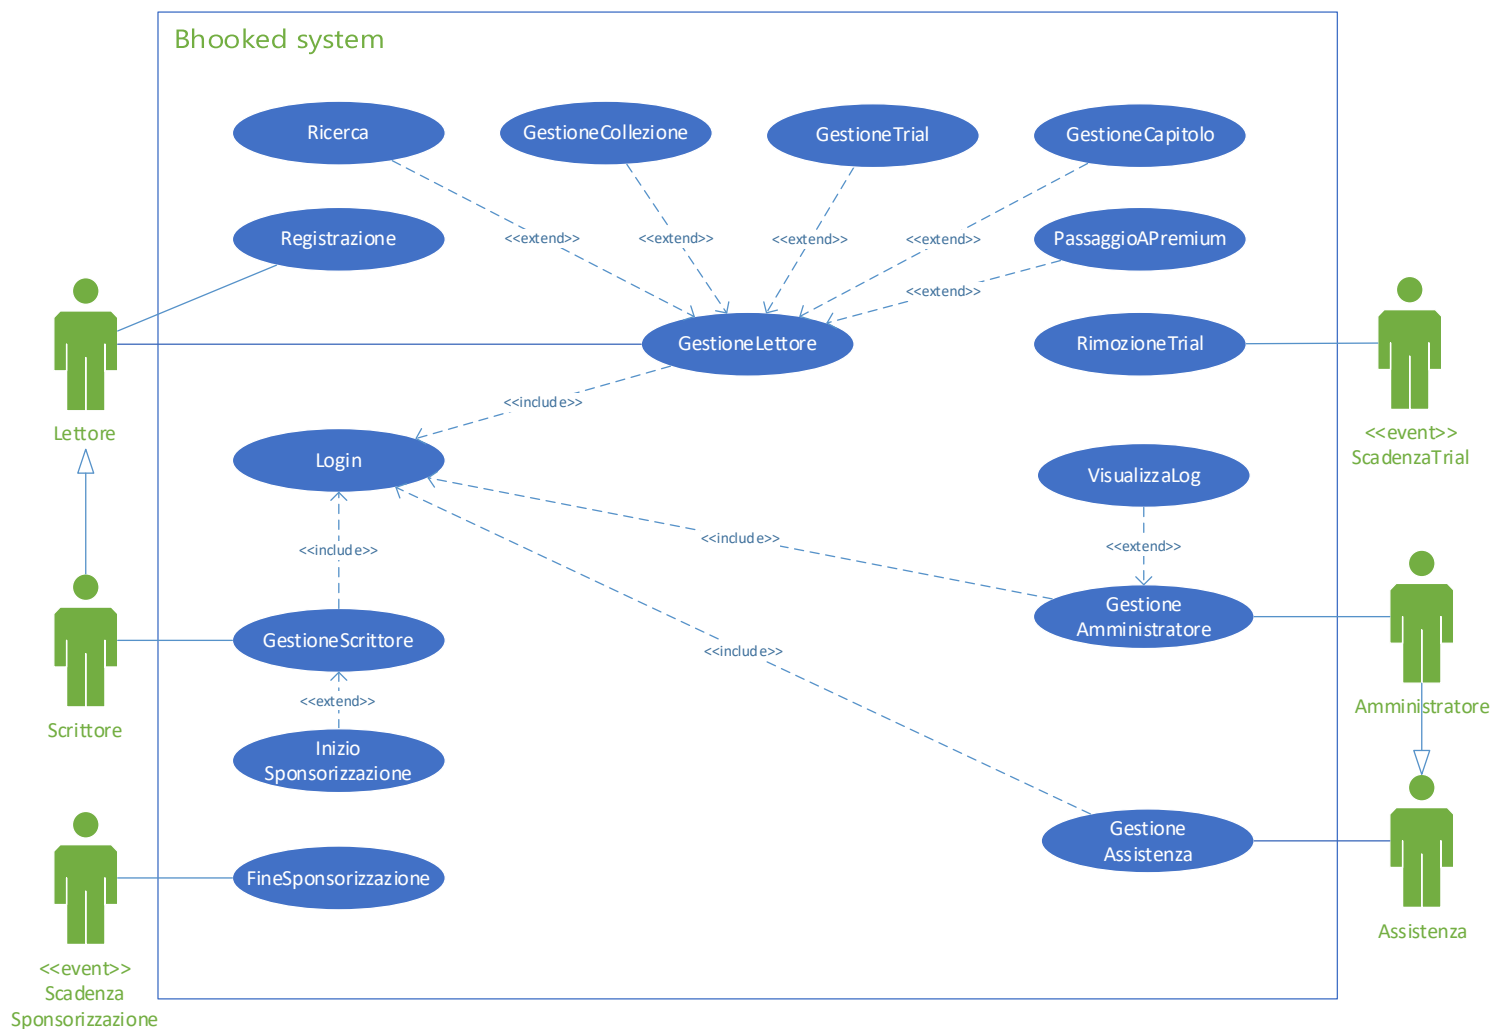 Bhooked system
Ricerca
GestioneCollezione
GestioneTrial
GestioneCapitolo
Registrazione
<<extend>>
<<extend>>
<<extend>>
<<extend>>
PassaggioAPremium
<<extend>>
GestioneLettore
RimozioneTrial
<<include>>
Lettore
<<event>>
ScadenzaTrial
Login
VisualizzaLog
<<include>>
<<include>>
<<extend>>
Gestione
Amministratore
GestioneScrittore
<<include>>
<<extend>>
Scrittore
Amministratore
Inizio
Sponsorizzazione
Gestione
Assistenza
FineSponsorizzazione
Assistenza
<<event>>
Scadenza
Sponsorizzazione